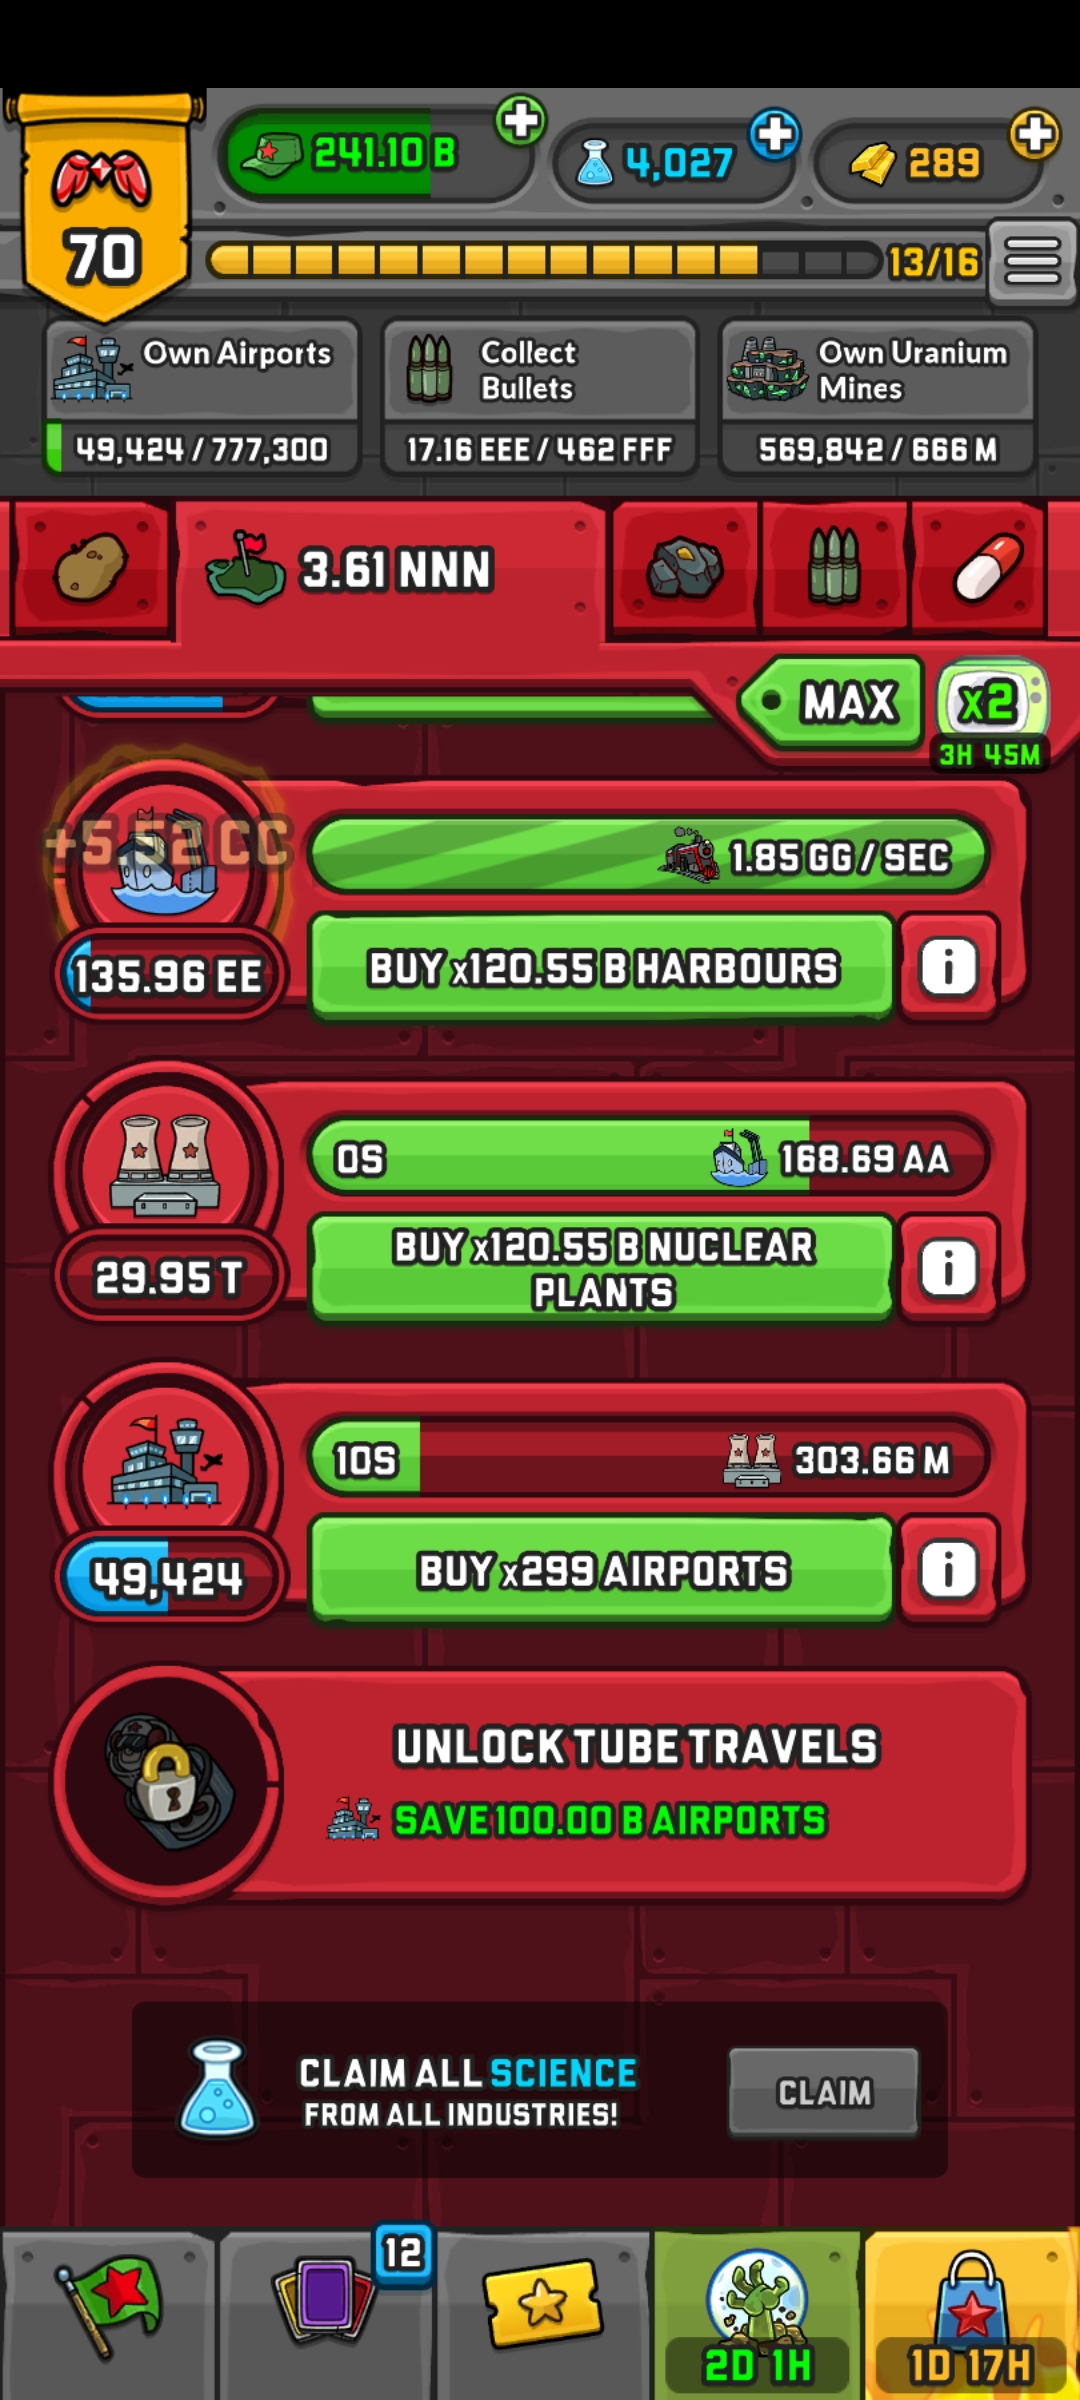 241.10 B
4,027
289
70
13/16
Own Airports
49,424 / 777,300
Collect
Bullets
17.16 EEE / 462 FFF
Own Uranium
Mines
569,842 / 666 M
3.61 NNN
MAX
x2
3H 45M
+5.52 CC
1.85 GG / SEC
135.96 EE
BUY x120.55 B HARBOURS
i
0S
168.69 AA
29.95 T
BUY x120.55 B NUCLEAR
PLANTS
i
10S
303.66 M
49,424
BUY x299 AIRPORTS
i
UNLOCK TUBE TRAVELS
SAVE 100.00 B AIRPORTS
CLAIM ALL SCIENCE
FROM ALL INDUSTRIES!
CLAIM
12
2D 1H
1D 17H